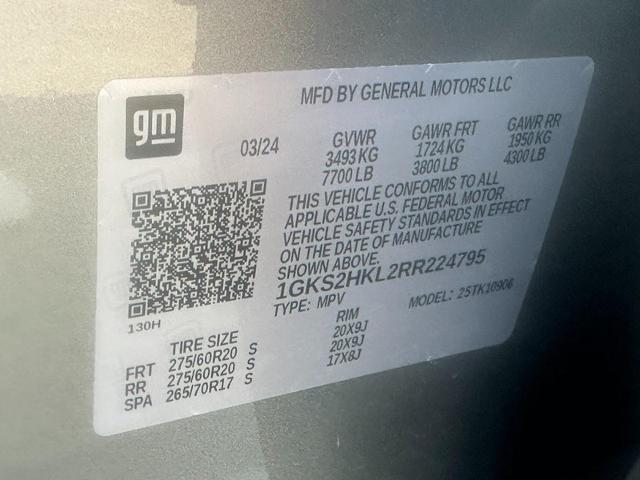 MFD BY GENERAL MOTORS LLC
gm
03/24
GVWR GAWR FRT GAWR RR
3493 KG 1724 KG 1950 KG
7700 LB 3800 LB 4300 LB
THIS VEHICLE CONFORMS TO ALL
APPLICABLE U.S. FEDERAL MOTOR
VEHICLE SAFETY STANDARDS IN EFFECT
ON THE DATE OF MANUFACTURE
SHOWN ABOVE.
1GKS2HKL2RR224795
TYPE: MPV MODEL: 25TK10906
130H
TIRE SIZE RIM
FRT 275/60R20 S 20X9J
RR 275/60R20 S 20X9J
SPA 265/70R17 S 17X8J